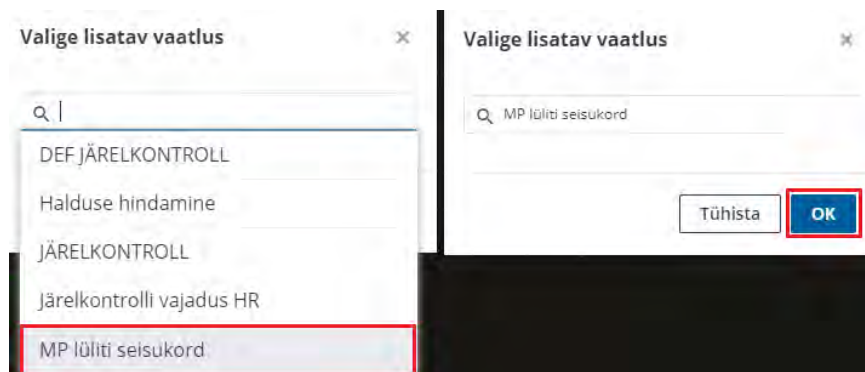 Valige lisatav vaatlus
DEF JÄRELKONTROLL
Halduse hindamine
JÄRELKONTROLL
Järelkontrolli vajadus HR
MP lüliti seisukord
Valige lisatav vaatlus
MP lüliti seisukord
Tühista
OK